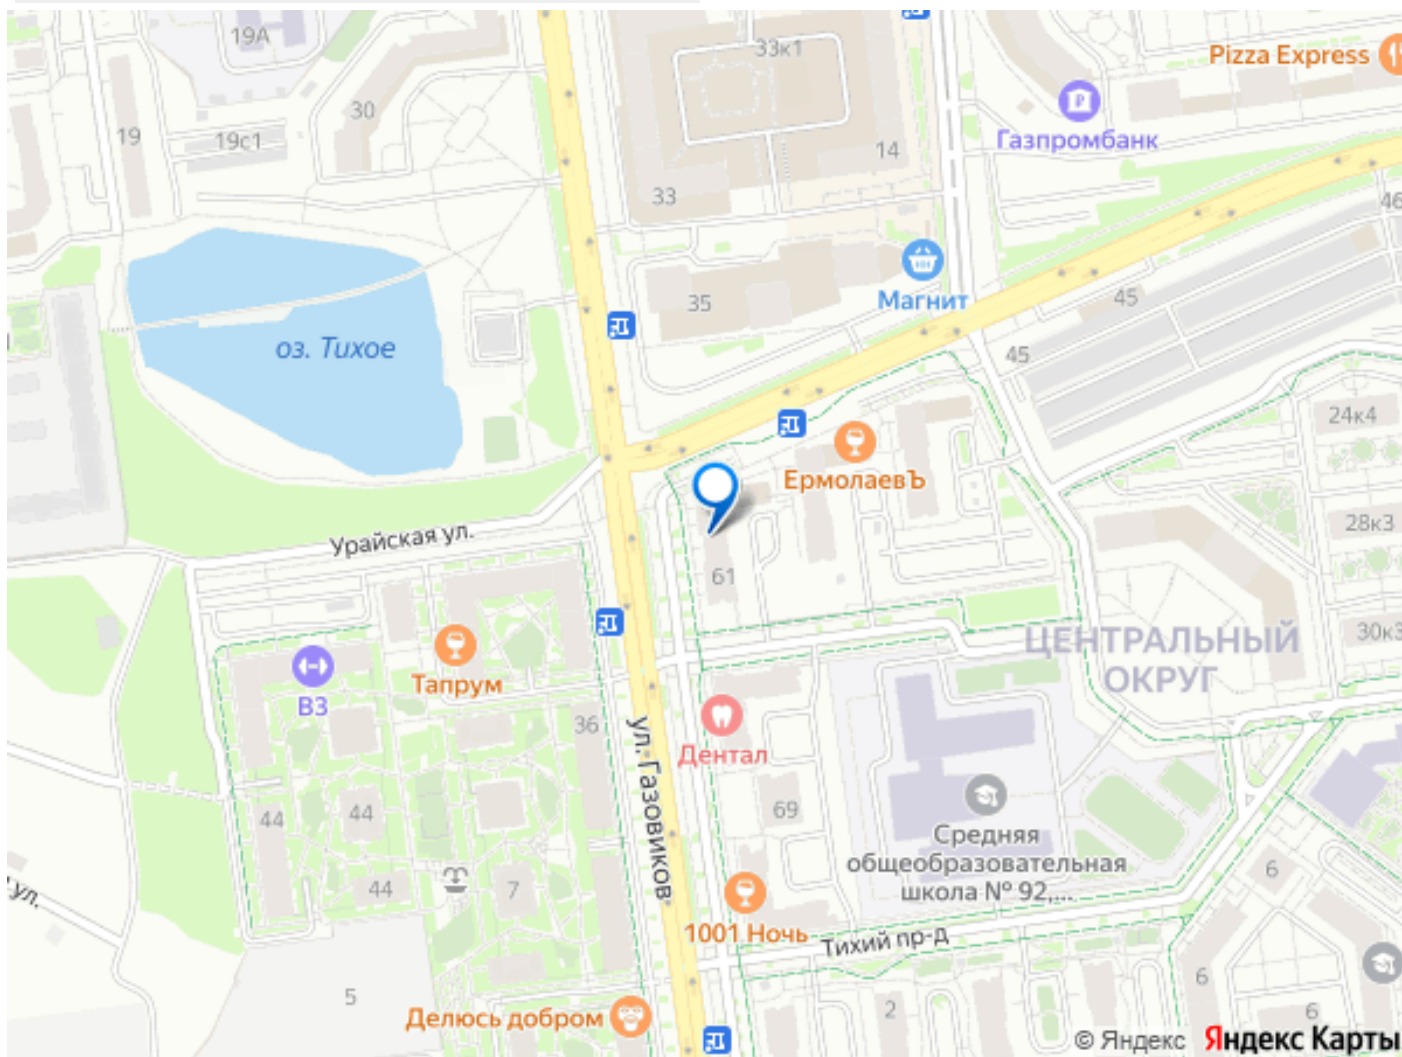 19А
33к1
Pizza Express
30
Газпромбанк
19
19с1
14
33
46
Магнит
35
45
оз. Тихое
45
24к4
ЕрмолаевЪ
Урайская ул.
28к3
61
30к3
ЦЕНТРАЛЬНЫЙ
ОКРУГ
Тапрум
В3
36
Дентал
ул. Газовиков
44
44
69
Средняя
общеобразовательная
школа № 92,...
6
44
7
ул.
1001 Ночь
Тихий пр-д
5
2
6
6
Делюсь добром
© Яндекс Яндекс Карты